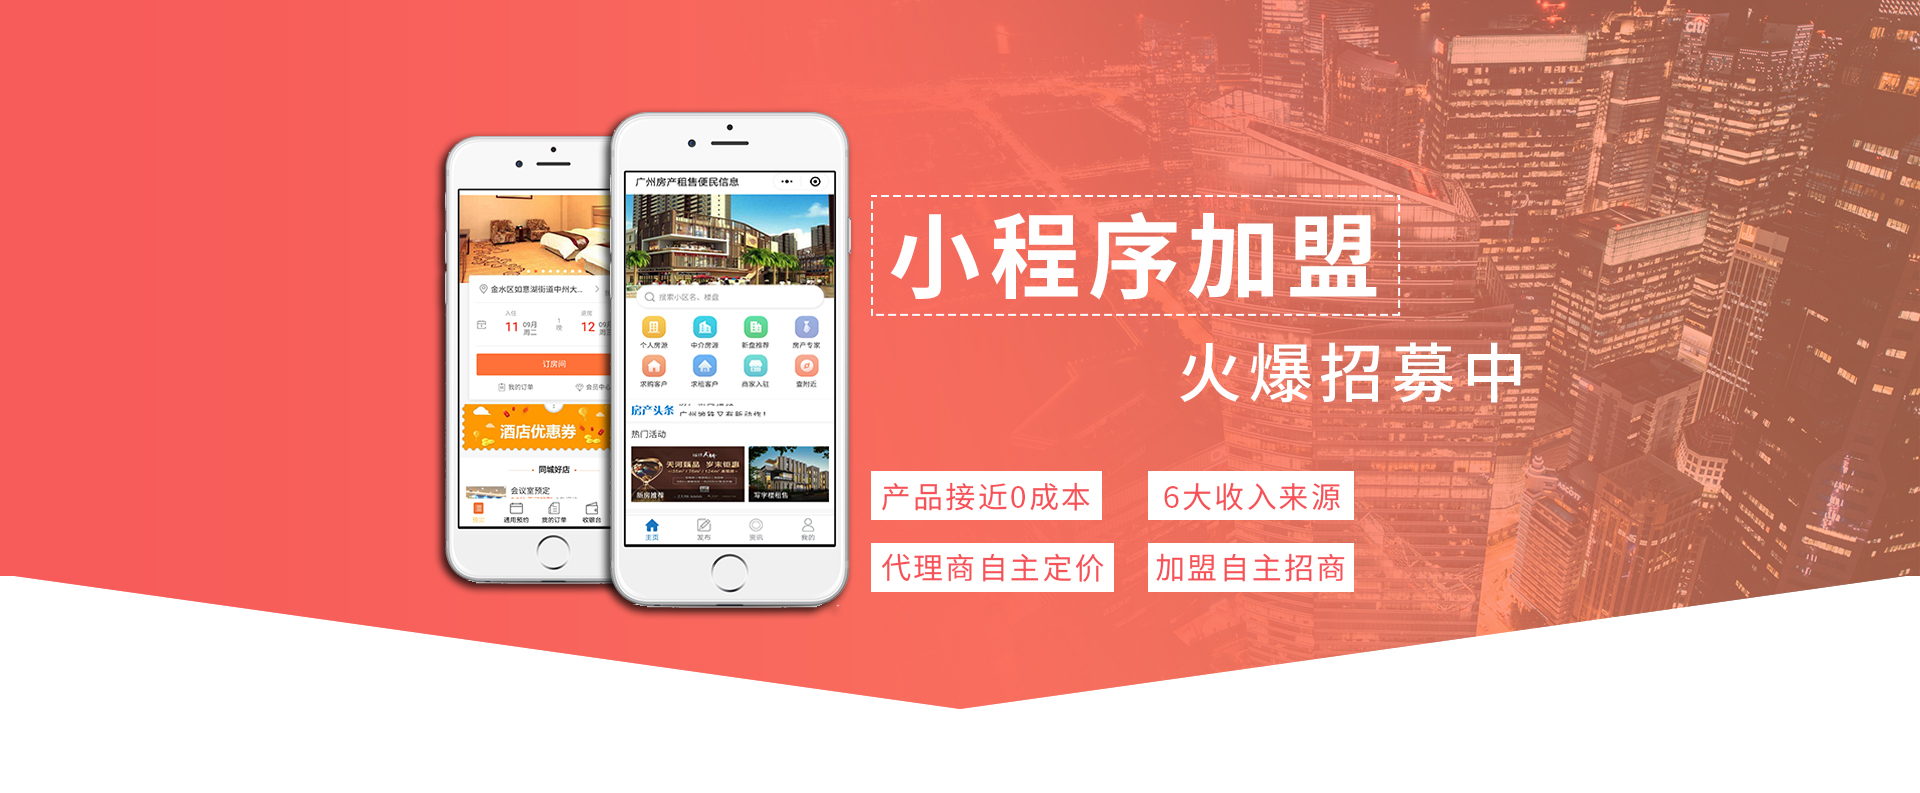 小程序加盟
火爆招募中
产品接近0成本
6大收入来源
代理商自主定价
加盟自主招商
金水区如意湖街道中州大...
入住
退房
11 09月 周二
1晚
12
订房间
我的订单
会员中心
酒店优惠券
同城好店
会议室预定
通用预约
我的订单
收银台
广州房产租售便民信息
搜索小区名、楼盘
个人房源
中介房源
新盘推荐
房产专家
求购客户
求租客户
商家入驻
查附近
房产头条
广州地铁又有新动作!
热门活动
天河臻品 岁末钜惠
新房推荐
写字楼租售
主页
发布
资讯
我的
citi